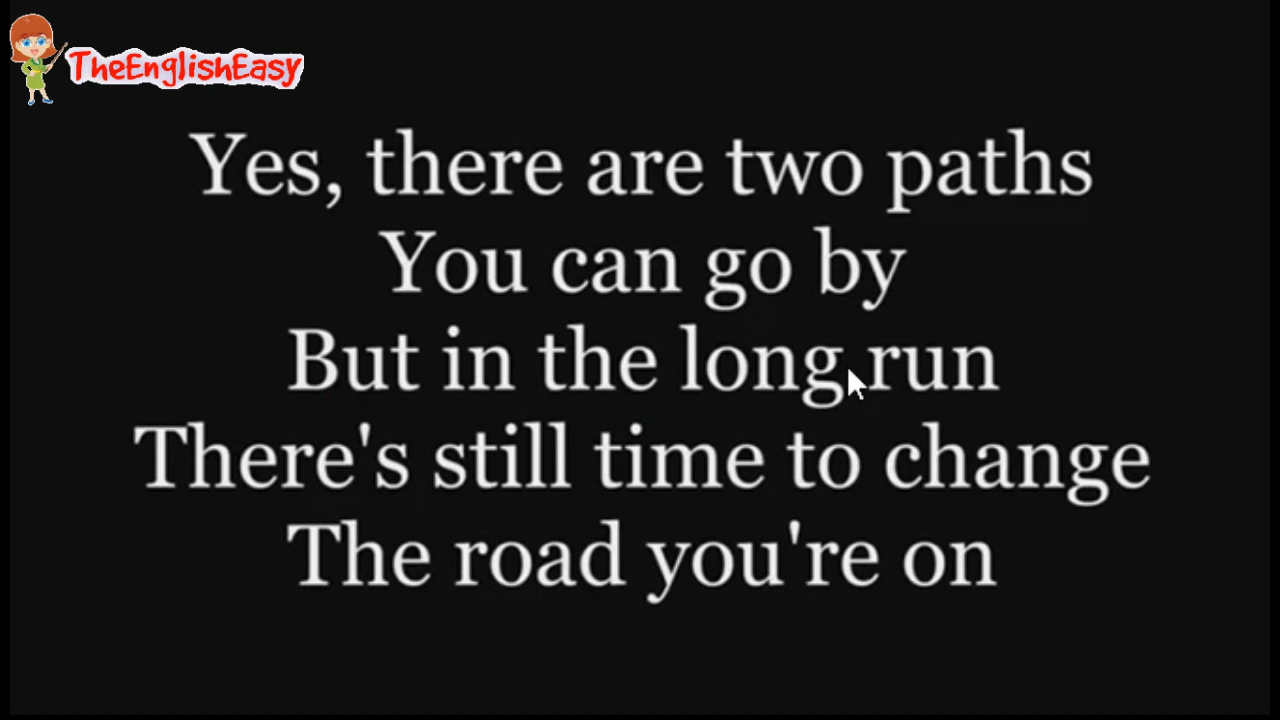 TheEnglishEasy
Yes, there are two paths
You can go by
But in the long run
There's still time to change
The road you're on